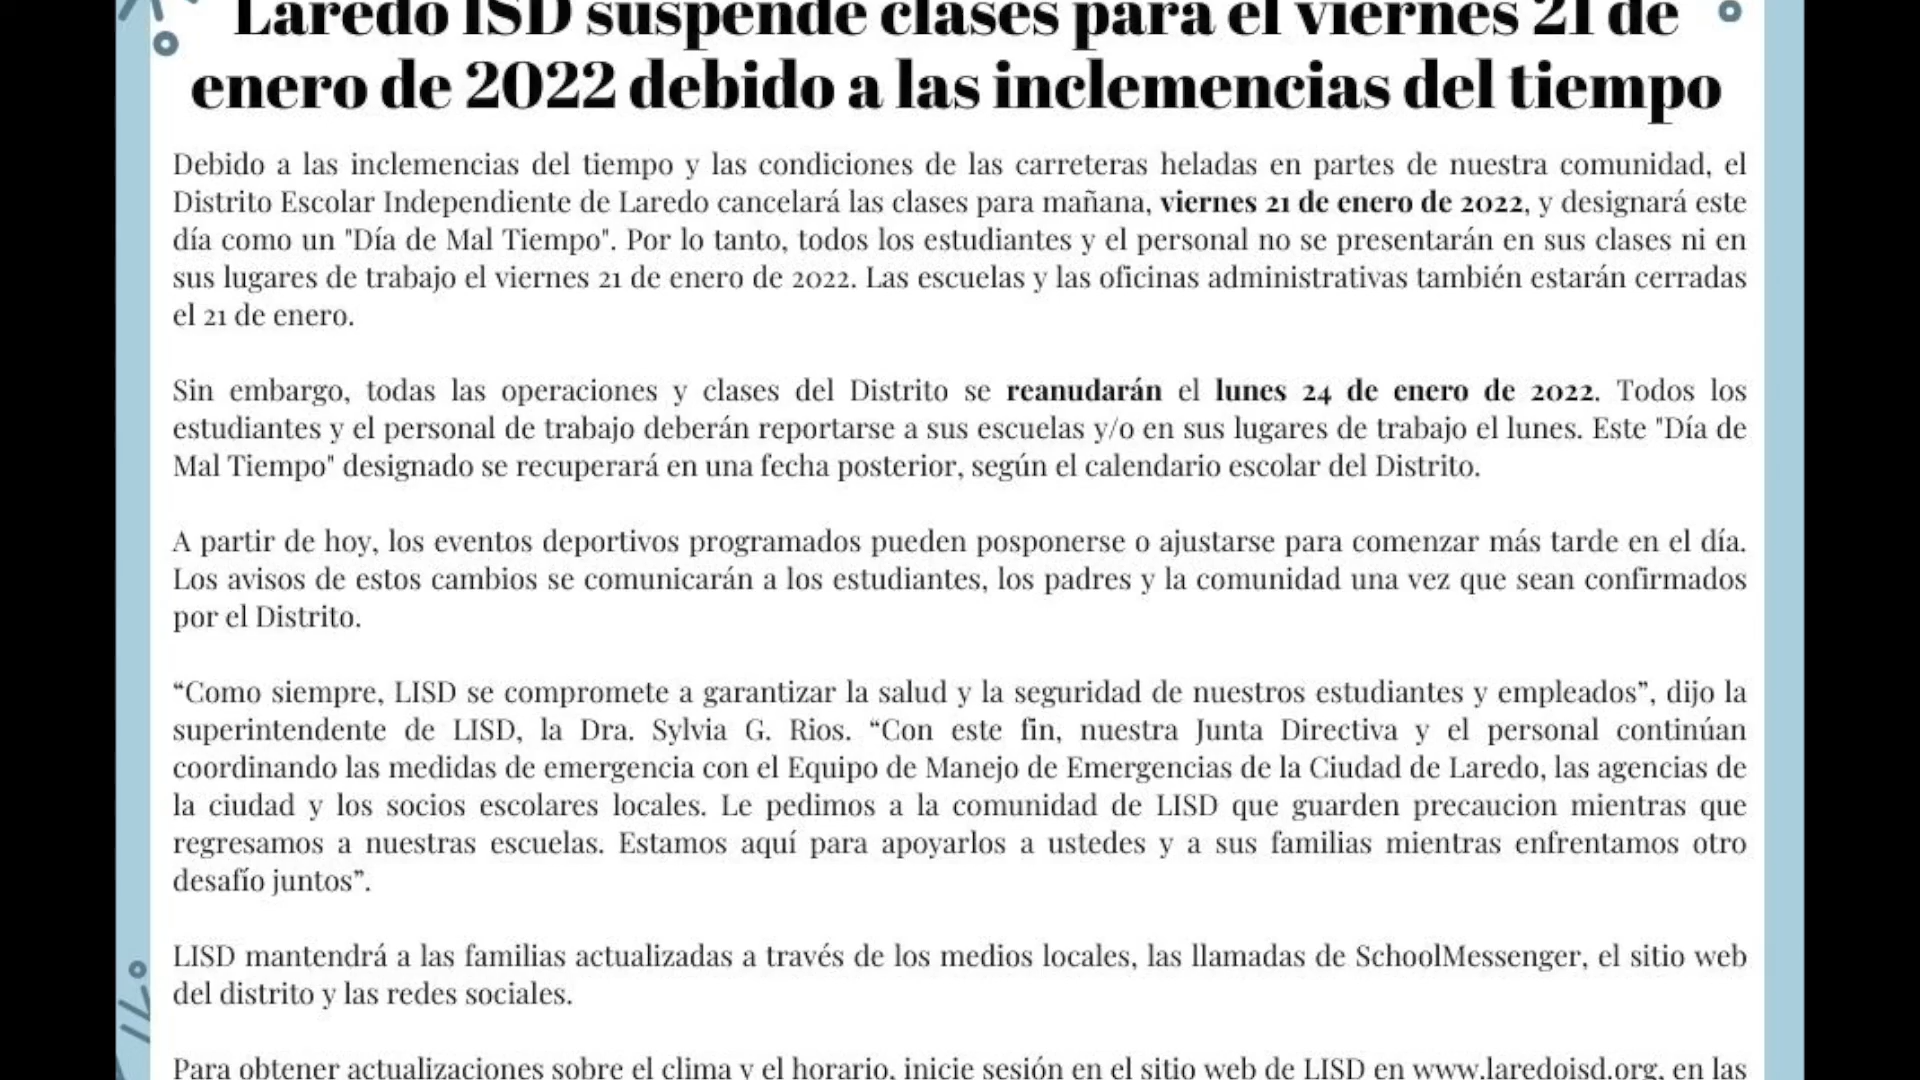 Laredo ISD suspende clases para el viernes 21 de
enero de 2022 debido a las inclemencias del tiempo
Debido a las inclemencias del tiempo y las condiciones de las carreteras heladas en partes de nuestra comunidad, el
Distrito Escolar Independiente de Laredo cancelará las clases para mañana, viernes 21 de enero de 2022, y designará este
día como un "Día de Mal Tiempo". Por lo tanto, todos los estudiantes y el personal no se presentarán en sus clases ni en
sus lugares de trabajo el viernes 21 de enero de 2022. Las escuelas y las oficinas administrativas también estarán cerradas
el 21 de enero.
Sin embargo, todas las operaciones y clases del Distrito se reanudarán el lunes 24 de enero de 2022. Todos los
estudiantes y el personal de trabajo deberán reportarse a sus escuelas y/o en sus lugares de trabajo el lunes. Este "Día de
Mal Tiempo" designado se recuperará en una fecha posterior, según el calendario escolar del Distrito.
A partir de hoy, los eventos deportivos programados pueden posponerse o ajustarse para comenzar más tarde en el día.
Los avisos de estos cambios se comunicarán a los estudiantes, los padres y la comunidad una vez que sean confirmados
por el Distrito.
“Como siempre, LISD se compromete a garantizar la salud y la seguridad de nuestros estudiantes y empleados”, dijo la
superintendente de LISD, la Dra. Sylvia G. Rios. “Con este fin, nuestra Junta Directiva y el personal continúan
coordinando las medidas de emergencia con el Equipo de Manejo de Emergencias de la Ciudad de Laredo, las agencias de
la ciudad y los socios escolares locales. Le pedimos a la comunidad de LISD que guarden precaucion mientras que
regresamos a nuestras escuelas. Estamos aquí para apoyarlos a ustedes y a sus familias mientras enfrentamos otro
desafío juntos”.
LISD mantendrá a las familias actualizadas a través de los medios locales, las llamadas de SchoolMessenger, el sitio web
del distrito y las redes sociales.
Para obtener actualizaciones sobre el clima y el horario, inicie sesión en el sitio web de LISD en www.laredoisd.org, en las